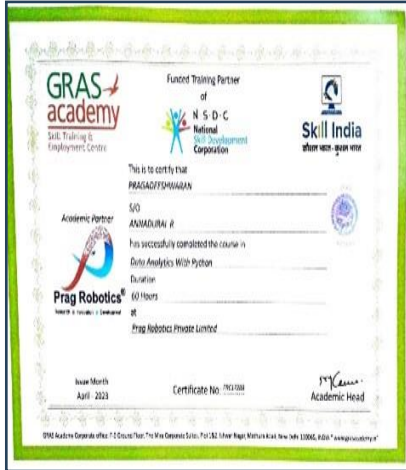 GRAS
academy
Skill Training &
Employment Centre
Funded Training Partner
of
N S D C
National
Skill Development
Corporation
Skill India
कौशल भारत - कुशल भारत
This is to certify that
S/O
ANNADURAI R
Academic Partner
has successfully completed the course in
Data Analytics With Python
Duration
60 Hours
at
Prag Robotics®
Prag Robotics Private Limited
Issue Month
April - 2023
Certificate No.
Academic Head